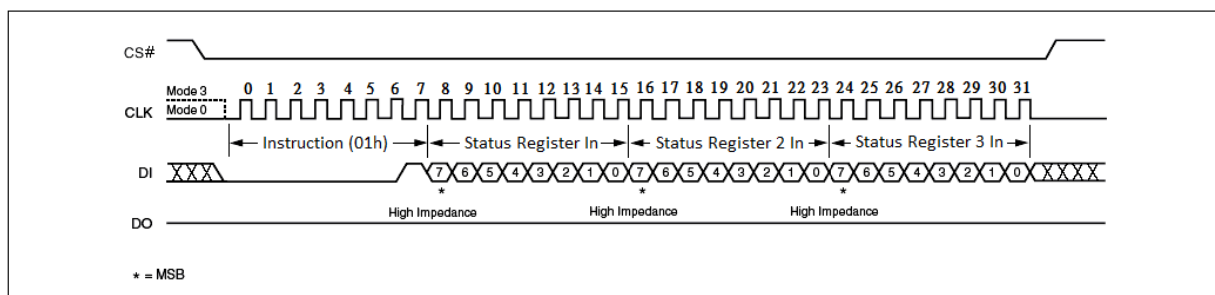 CS#
0 1 2 3 4 5 6 7 8 9 10 11 12 13 14 15 16 17 18 19 20 21 22 23 24 25 26 27 28 29 30 31
Mode 3
Mode 0
CLK
Instruction (01h) Status Register In Status Register 2 In Status Register 3 In
DI 7 6 5 4 3 2 1 0 7 6 5 4 3 2 1 0 7 6 5 4 3 2 1 0
* * *
High Impedance High Impedance High Impedance
DO
* = MSB